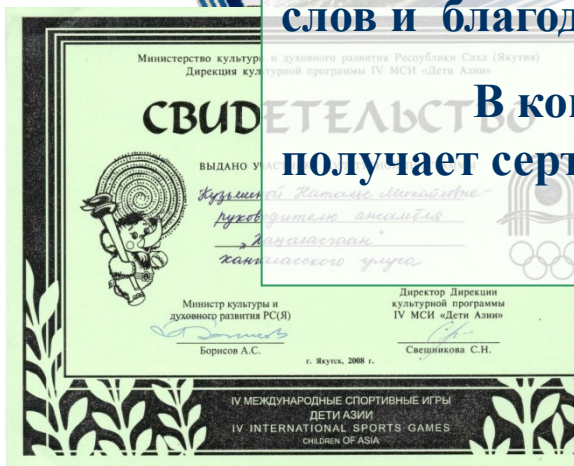 слов и благод
В кон
получает серт
Министерство культуры и духовного развития Республики Саха (Якутия)
Дирекция культурной программы IV МСИ «Дети Азии»
СВИДЕТЕЛЬСТВО
ВЫДАНО
Кузьминой Наталье Михайловне -
руководителю ансамбля
хангаласского улуса
Министр культуры и
духовного развития РС(Я)
Борисов А.С.
Директор Дирекции
культурной программы
IV МСИ «Дети Азии»
Свешникова С.Н.
г. Якутск, 2008 г.
IV МЕЖДУНАРОДНЫЕ СПОРТИВНЫЕ ИГРЫ
ДЕТИ АЗИИ
IV INTERNATIONAL SPORTS GAMES
CHILDREN OF ASIA